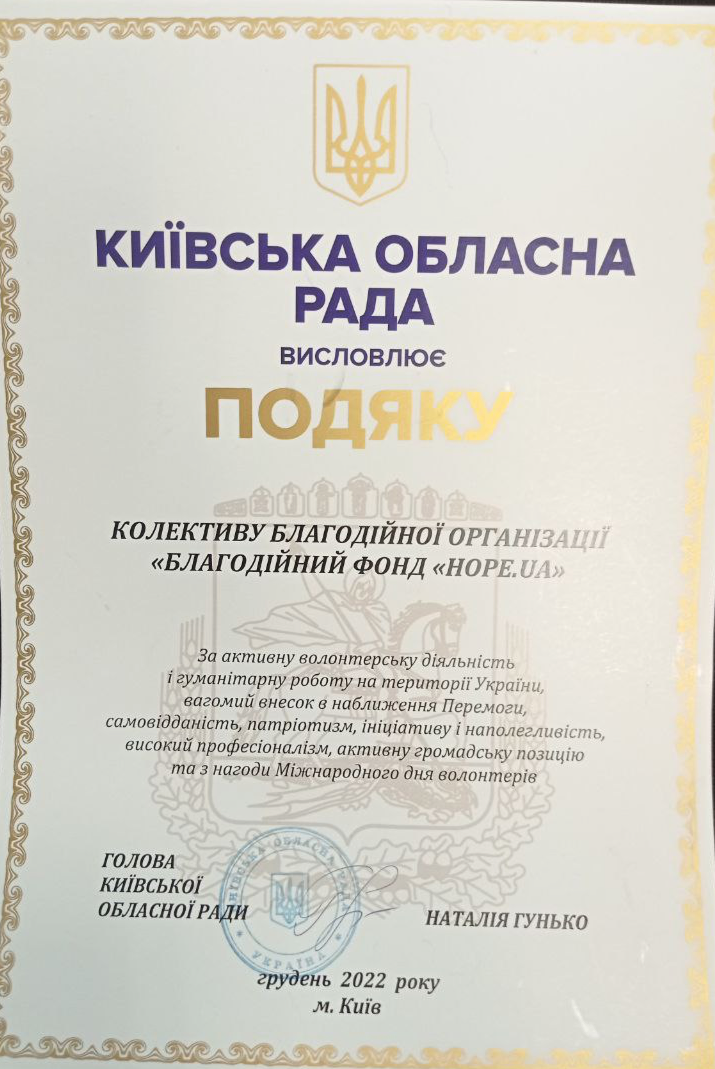 КИЇВСЬКА ОБЛАСНА
РАДА
ВИСЛОВЛЮЄ
ПОДЯКУ
КОЛЕКТИВУ БЛАГОДІЙНОЇ ОРГАНІЗАЦІЇ
«БЛАГОДІЙНИЙ ФОНД «HOPE.UA»
За активну волонтерську діяльність
і гуманітарну роботу на території України,
вагомий внесок в наближення Перемоги,
самовідданість, патріотизм, ініціативу і наполегливість,
високий професіоналізм, активну громадську позицію
та з нагоди Міжнародного дня волонтерів
ГОЛОВА
КИЇВСЬКОЇ
ОБЛАСНОЇ РАДИ
КИЇВСЬКА ОБЛАСНА РАДА
* УКРАЇНА *
НАТАЛІЯ ГУНЬКО
грудень 2022 року
м. Київ